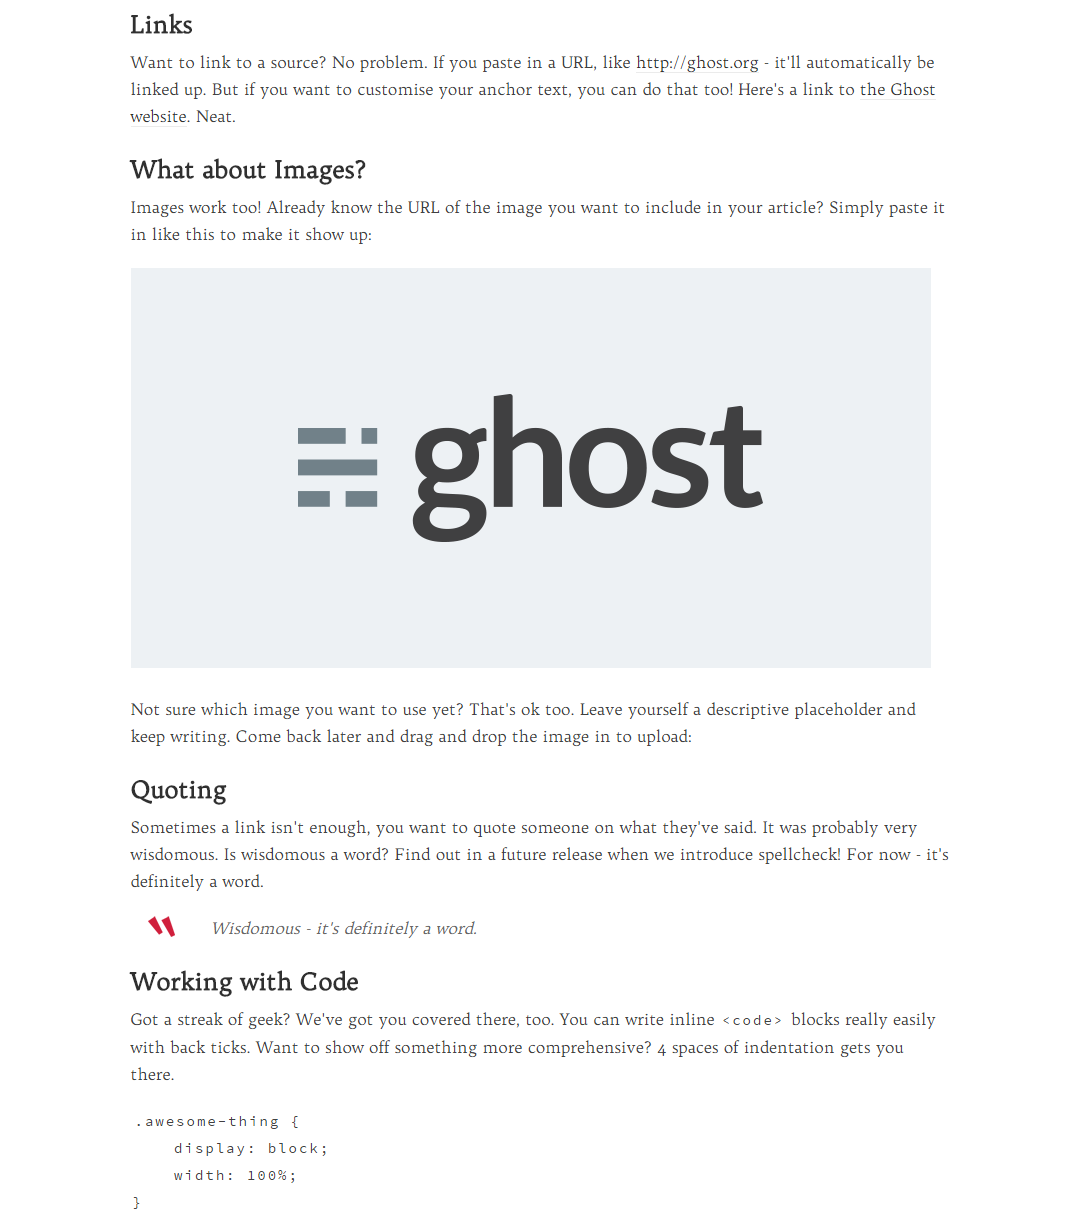 Links
Want to link to a source? No problem. If you paste in a URL, like http://ghost.org - it'll automatically be
linked up. But if you want to customise your anchor text, you can do that too! Here's a link to the Ghost
website. Neat.
What about Images?
Images work too! Already know the URL of the image you want to include in your article? Simply paste it
in like this to make it show up:
ghost
Not sure which image you want to use yet? That's ok too. Leave yourself a descriptive placeholder and
keep writing. Come back later and drag and drop the image in to upload:
Quoting
Sometimes a link isn't enough, you want to quote someone on what they've said. It was probably very
wisdomous. Is wisdomous a word? Find out in a future release when we introduce spellcheck! For now - it's
definitely a word.
Wisdomous - it's definitely a word.
Working with Code
Got a streak of geek? We've got you covered there, too. You can write inline <code> blocks really easily
with back ticks. Want to show off something more comprehensive? 4 spaces of indentation gets you
there.
.awesome-thing {
    display: block;
    width: 100%;
}